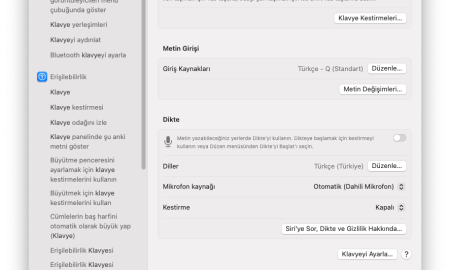 görüntüleyicileri menü
çubuğunda göster
Klavye yerleşimleri
Klavyeyi aydınlat
Bluetooth klavyeyi ayarla
Erişilebilirlik
Klavye
Klavye kestirmesi
Klavye odağını izle
Klavye panelinde şu anki
metni göster
Büyütme penceresini
ayarlamak için klavye
kestirmelerini kullanın
Büyütmek için klavye
kestirmelerini kullan
Cümlelerin baş harfini
otomatik olarak büyük yap
(Klavye)
Erişilebilirlik Klavyesi
Erişilebilirlik Klavyesi
Klavye Kestirmeleri...
Metin Girişi
Giriş Kaynakları Türkçe - Q (Standart) Düzenle...
Metin Değişimleri...
Dikte
Metin yazabileceğiniz yerlerde Dikte'yi kullanın. Dikteye başlamak için kestirmeyi
kullanın veya Düzen menüsünden Dikte'yi Başlat'ı seçin.
Diller Türkçe (Türkiye) Düzenle...
Mikrofon kaynağı Otomatik (Dahili Mikrofon)
Kestirme Kapalı
Siri'ye Sor, Dikte ve Gizlilik Hakkında...
Klavyeyi Ayarla... ?